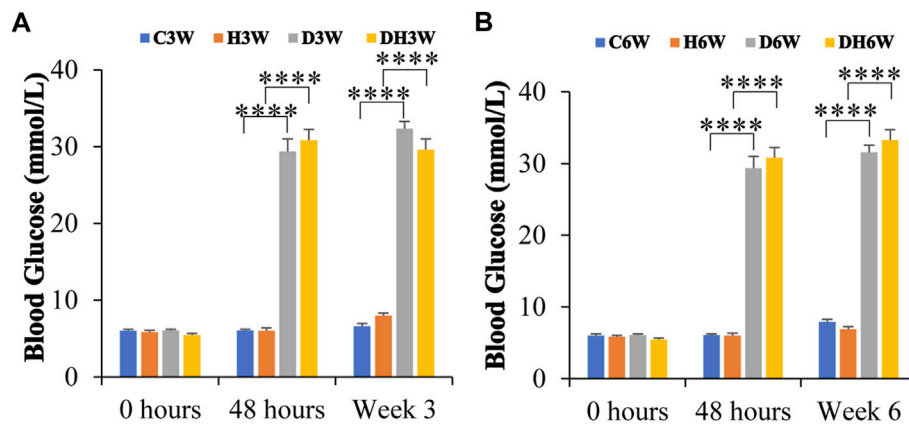 A
C3W H3W D3W DH3W
Blood Glucose (mmol/L)
40
30
20
10
0
****
****
****
****
0 hours 48 hours Week 3
B
C6W H6W D6W DH6W
Blood Glucose (mmol/L)
40
30
20
10
0
****
****
****
****
0 hours 48 hours Week 6